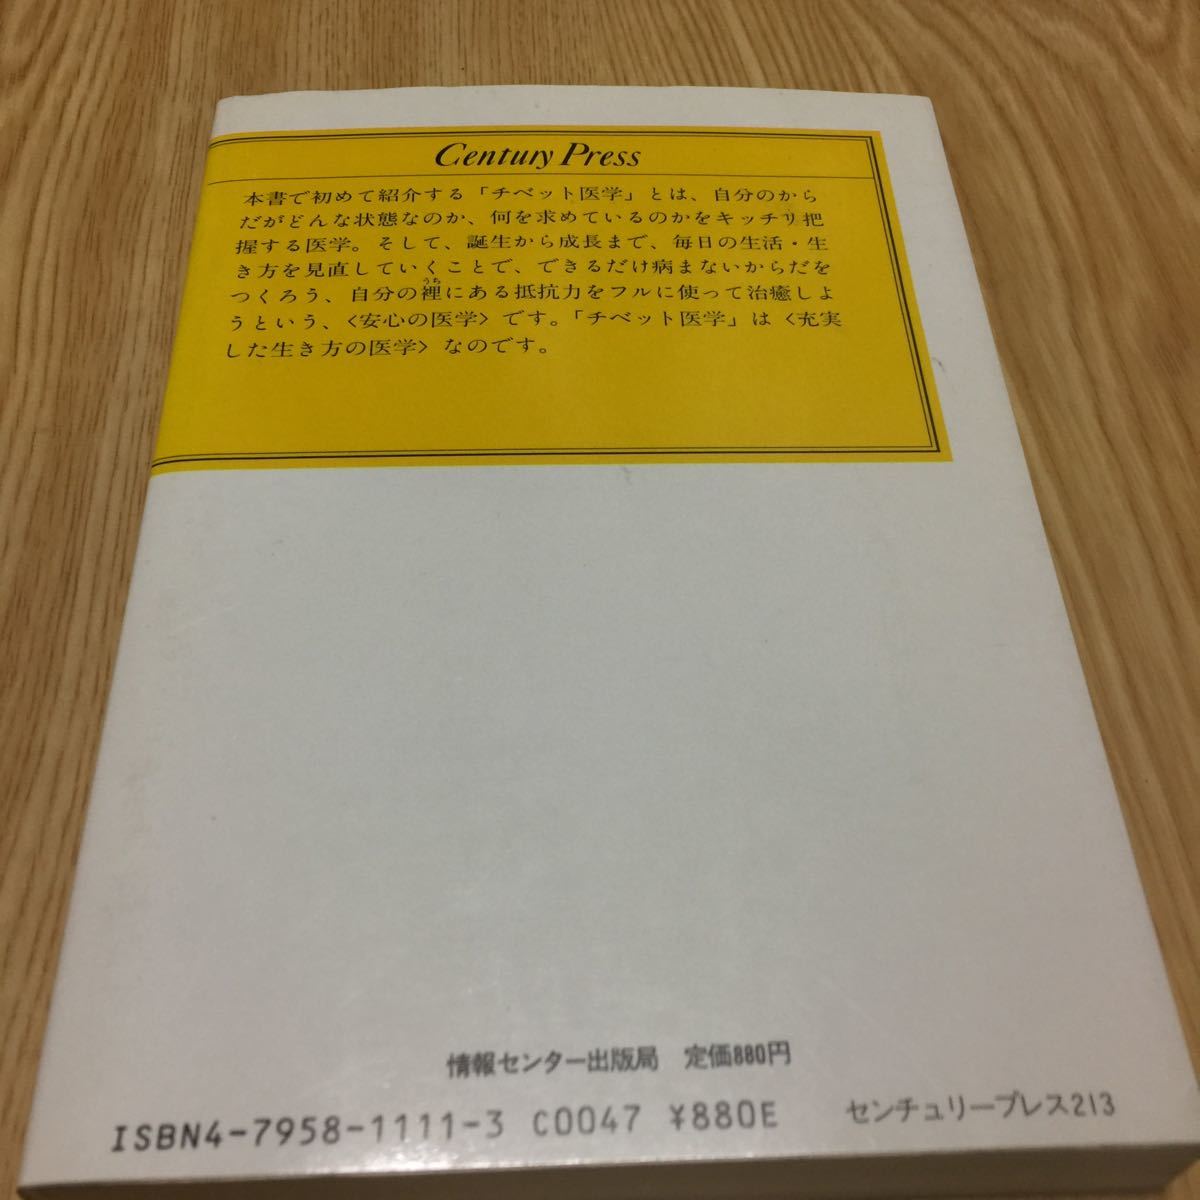 Century Press
本書で初めて紹介する「チベット医学」とは、自分のから
だがどんな状態なのか、何を求めているのかをキッチリ把
握する医学。そして、誕生から成長まで、毎日の生活・生
き方を見直していくことで、できるだけ病まないからだを
つくろう、自分の裡にある抵抗力をフルに使って治癒しよ
うち
うという、〈安心の医学〉です。「チベット医学」は〈充実
した生き方の医学〉なのです。
情報センター出版局 定価880円
ISBN4-7958-1111-3 C0047 ¥880E センチュリープレス213